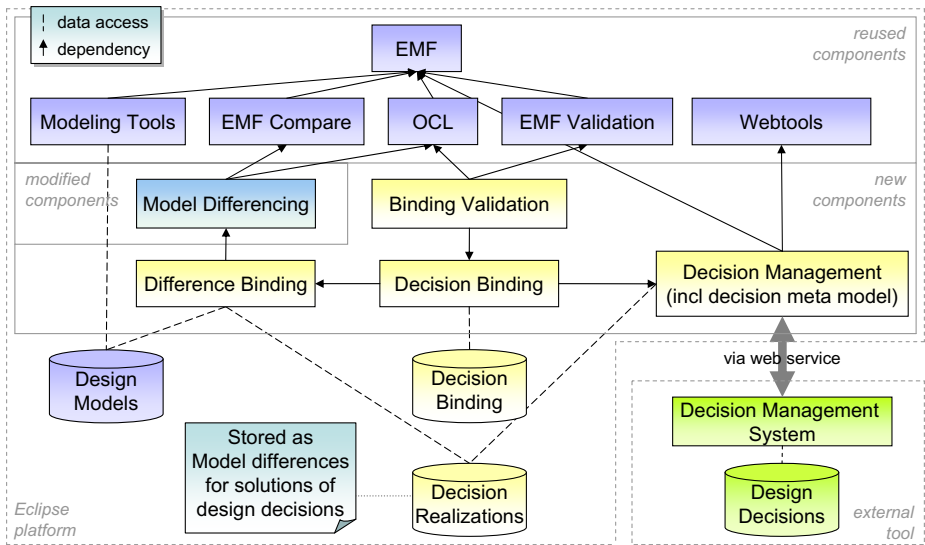 data access
dependency
EMF
reused
components
Modeling Tools
EMF Compare
OCL
EMF Validation
Webtools
modified
components
new
components
Model Differencing
Binding Validation
Difference Binding
Decision Binding
Decision Management
(incl decision meta model)
via web service
Design
Models
Decision
Binding
Decision Management
System
Stored as
Model differences
for solutions of
design decisions
Decision
Realizations
Design
Decisions
Eclipse
platform
external
tool